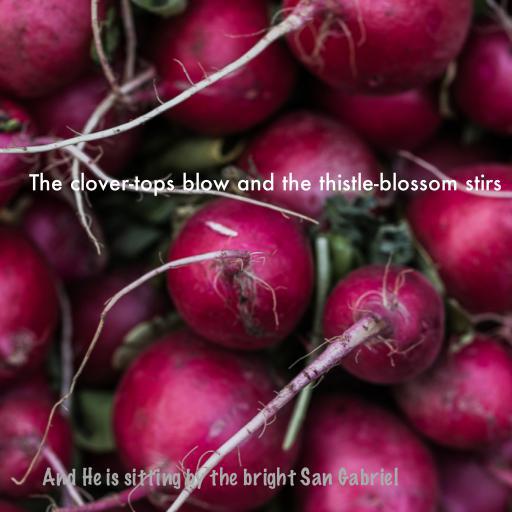 The clover-tops blow and the thistle-blossom stirs
And He is sitting by the bright San Gabriel